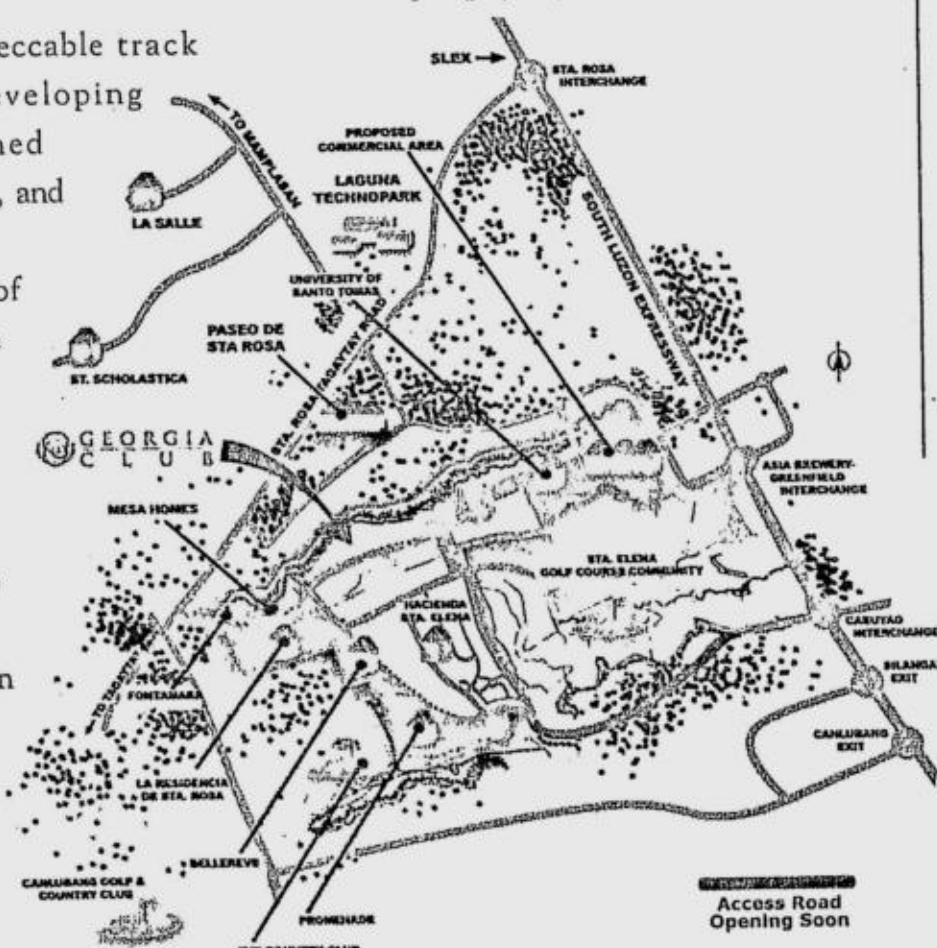 eccable track
eveloping
ned
, and
of
n
SLEX
STA. ROSA
INTERCHANGE
TO MAMPLASAN
PROPOSED
COMMERCIAL AREA
LAGUNA
TECHNOPARK
LA SALLE
SOUTH LUZON EXPRESSWAY
UNIVERSITY OF
SANTO TOMAS
PASEO DE
STA ROSA
STA. ROSA-TAGAYTAY ROAD
ST. SCHOLASTICA
GEORGIA
CLUB
ASIA BREWERY-
GREENFIELD
INTERCHANGE
MESA HOMES
STA. ELENA
GOLF COURSE COMMUNITY
HACIENDA
STA. ELENA
CABUYAO
INTERCHANGE
SILANGAN
EXIT
FONTAMARA
TO TAGAYTAY
CANLUBANG
EXIT
LA RESIDENCIA
DE STA. ROSA
BELLEREVE
CANLUBANG GOLF &
COUNTRY CLUB
PROMENADE
COUNTRY CLUB
Access Road
Opening Soon